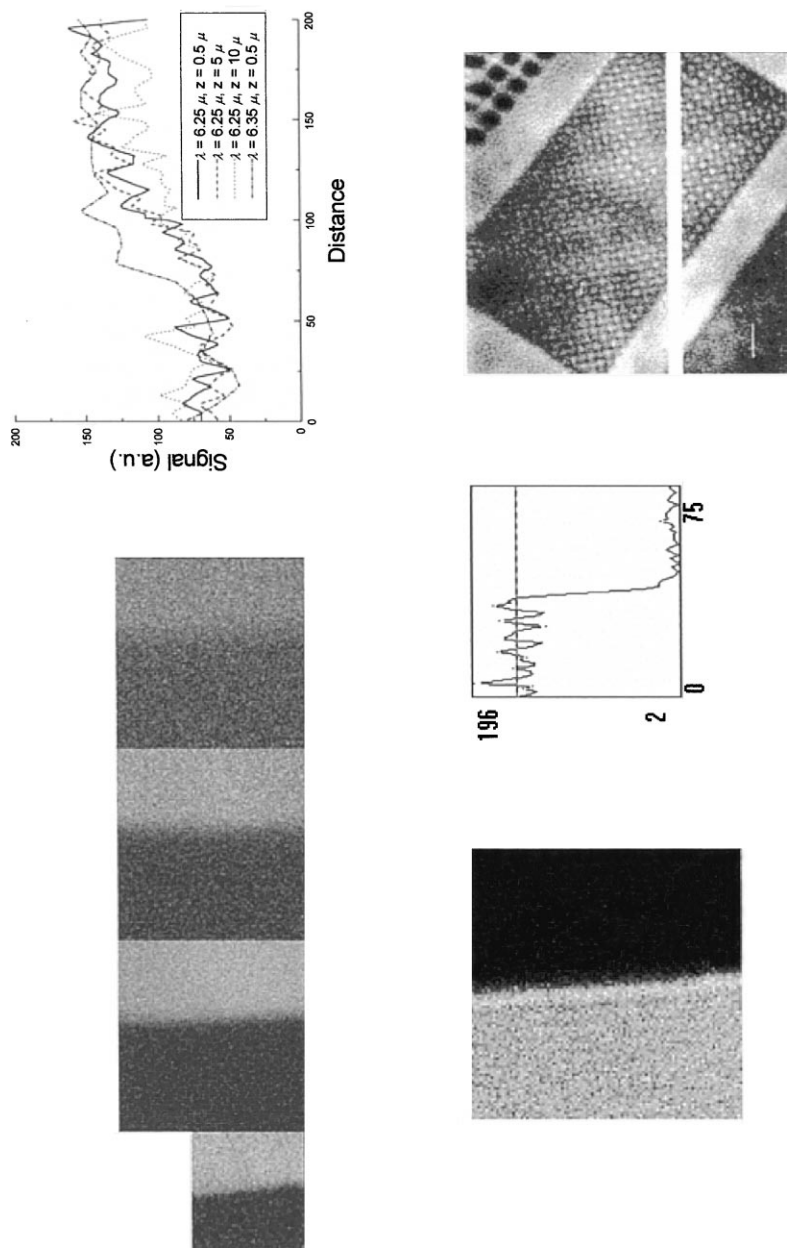 200
150
100
50
0
Signal (a.u.)
0
50
100
150
200
Distance
λ = 6.25 μ, z = 0.5 μ
λ = 6.25 μ, z = 5 μ
λ = 6.25 μ, z = 10 μ
λ = 6.35 μ, z = 0.5 μ
196
2
0
75